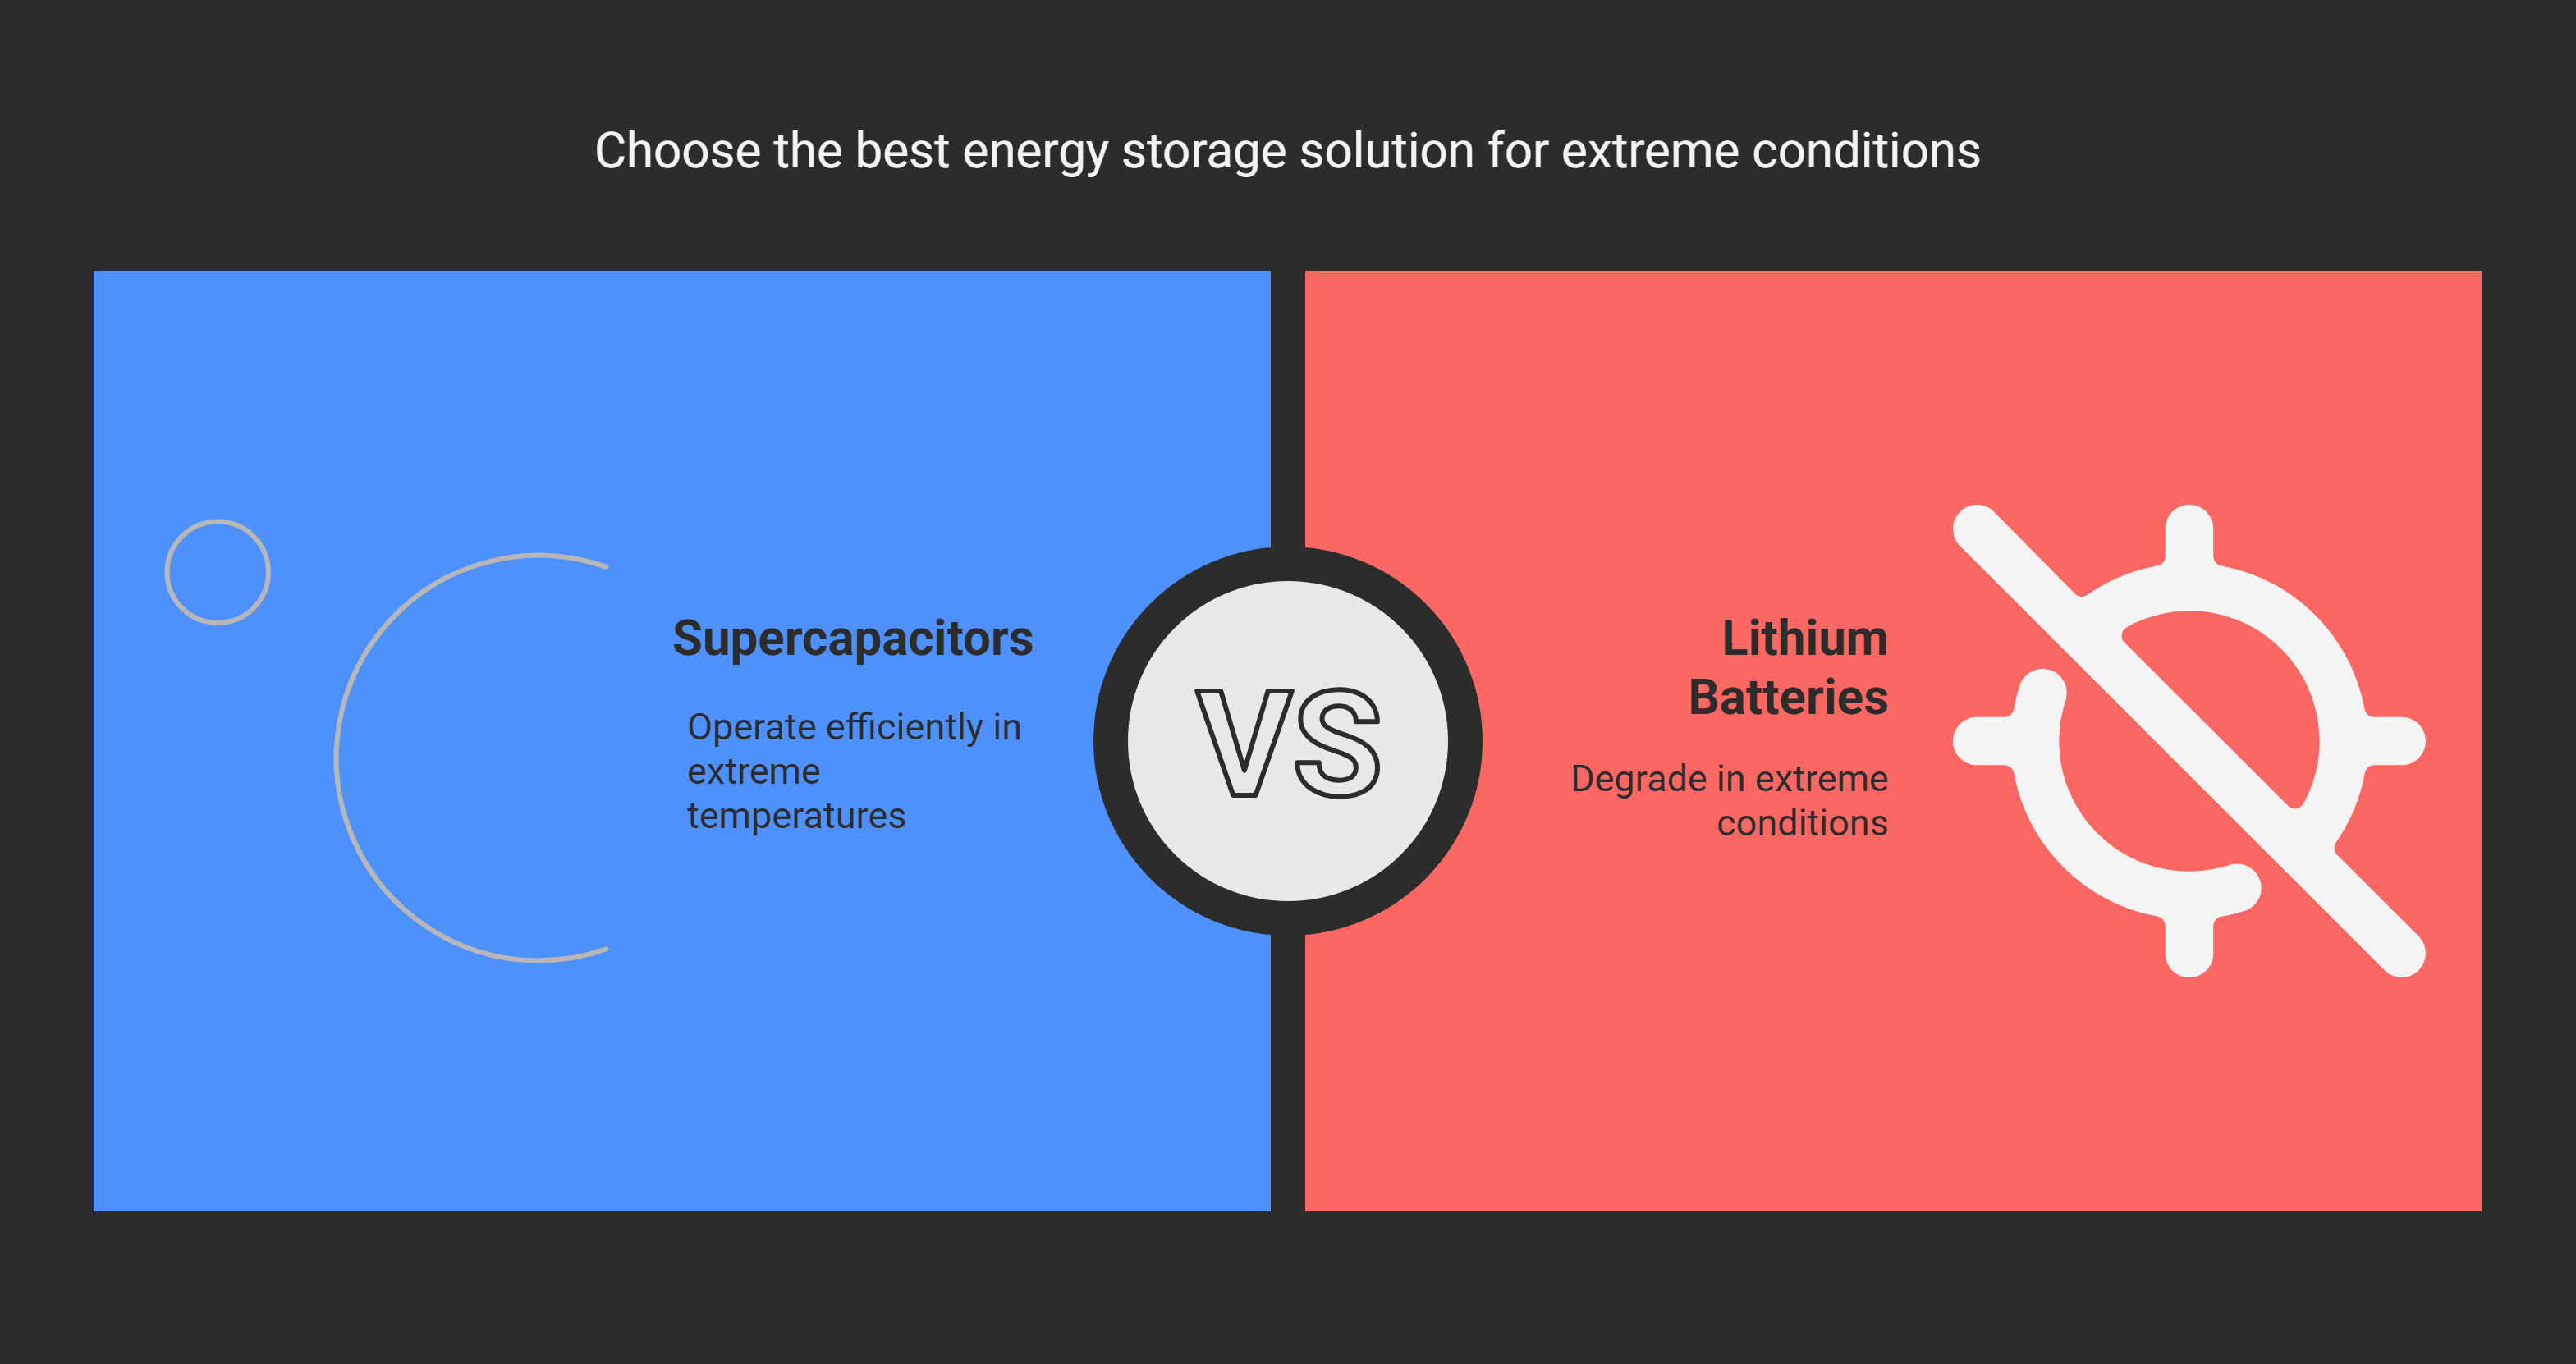 Choose the best energy storage solution for extreme conditions
Supercapacitors
Operate efficiently in
extreme
temperatures
VS
Lithium
Batteries
Degrade in extreme
conditions